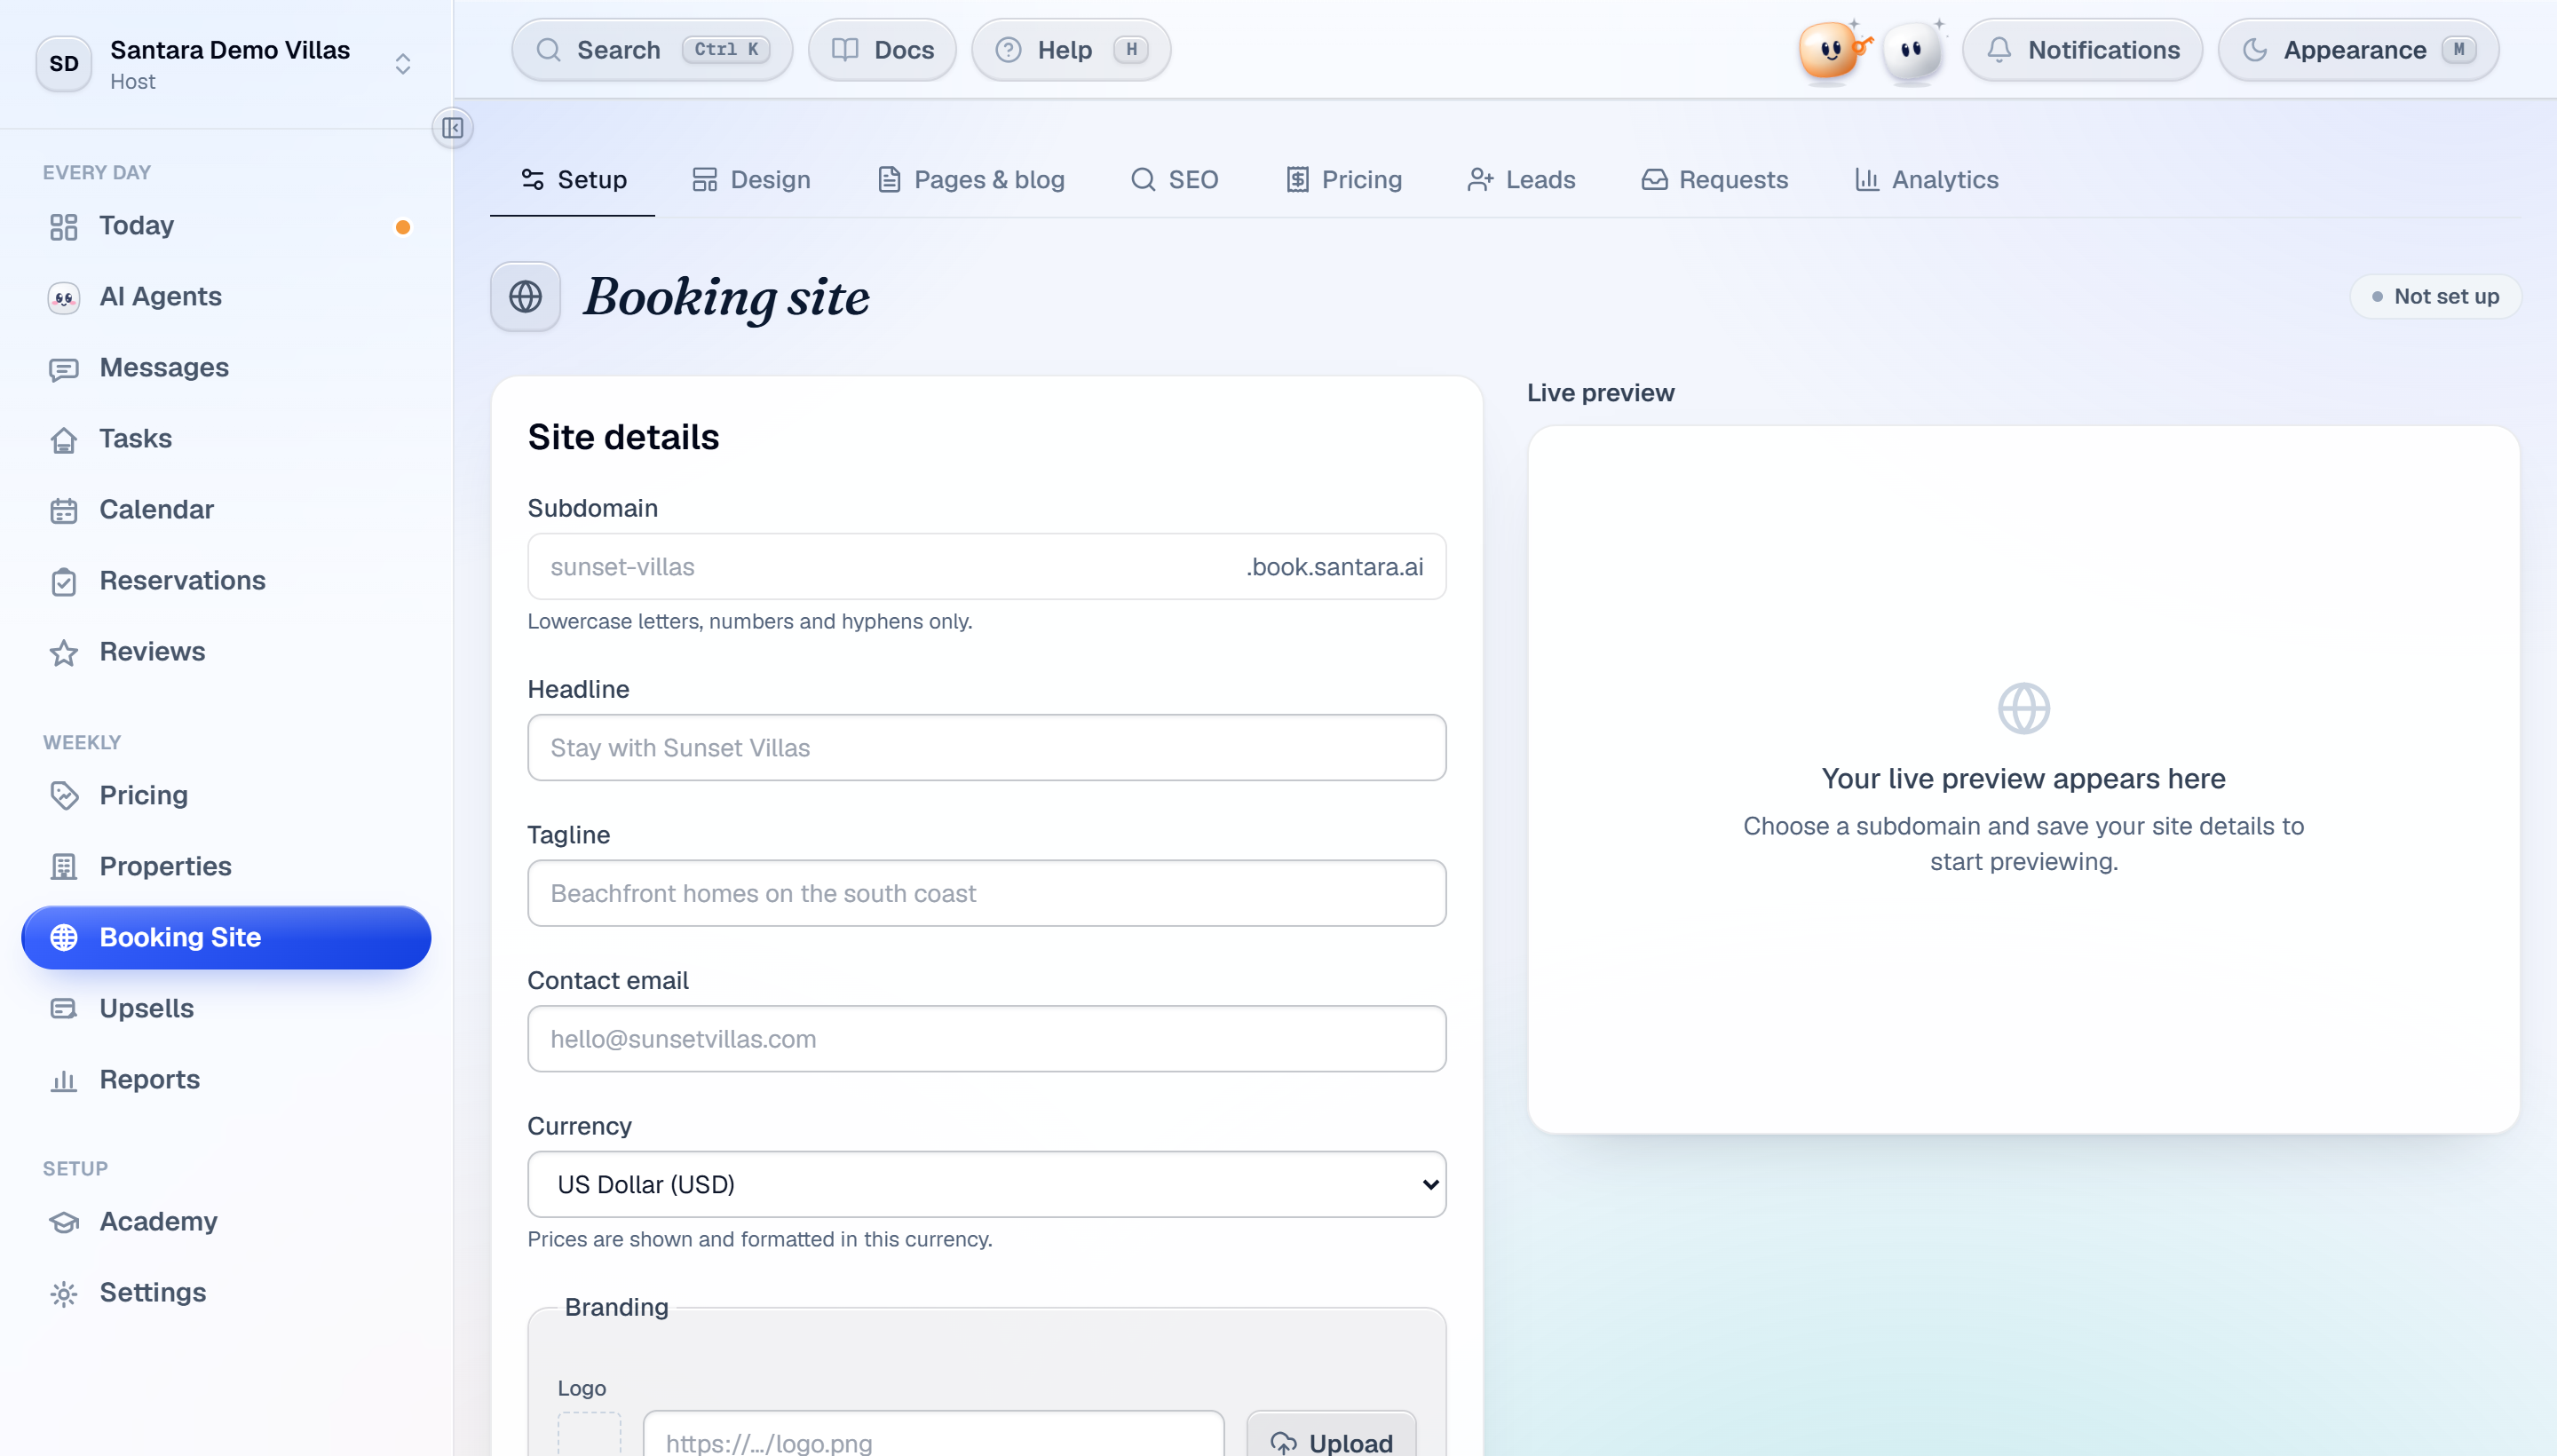 SD
Santara Demo Villas
Host
EVERY DAY
Today
AI Agents
Messages
Tasks
Calendar
Reservations
Reviews
WEEKLY
Pricing
Properties
Booking Site
Upsells
Reports
SETUP
Academy
Settings
Search Ctrl K
Docs
Help H
Notifications
Appearance M
Setup
Design
Pages & blog
SEO
Pricing
Leads
Requests
Analytics
Booking site
Not set up
Site details
Subdomain
sunset-villas .book.santara.ai
Lowercase letters, numbers and hyphens only.
Headline
Stay with Sunset Villas
Tagline
Beachfront homes on the south coast
Contact email
hello@sunsetvillas.com
Currency
US Dollar (USD)
Prices are shown and formatted in this currency.
Branding
Logo
https://.../logo.png
Upload
Live preview
Your live preview appears here
Choose a subdomain and save your site details to
start previewing.